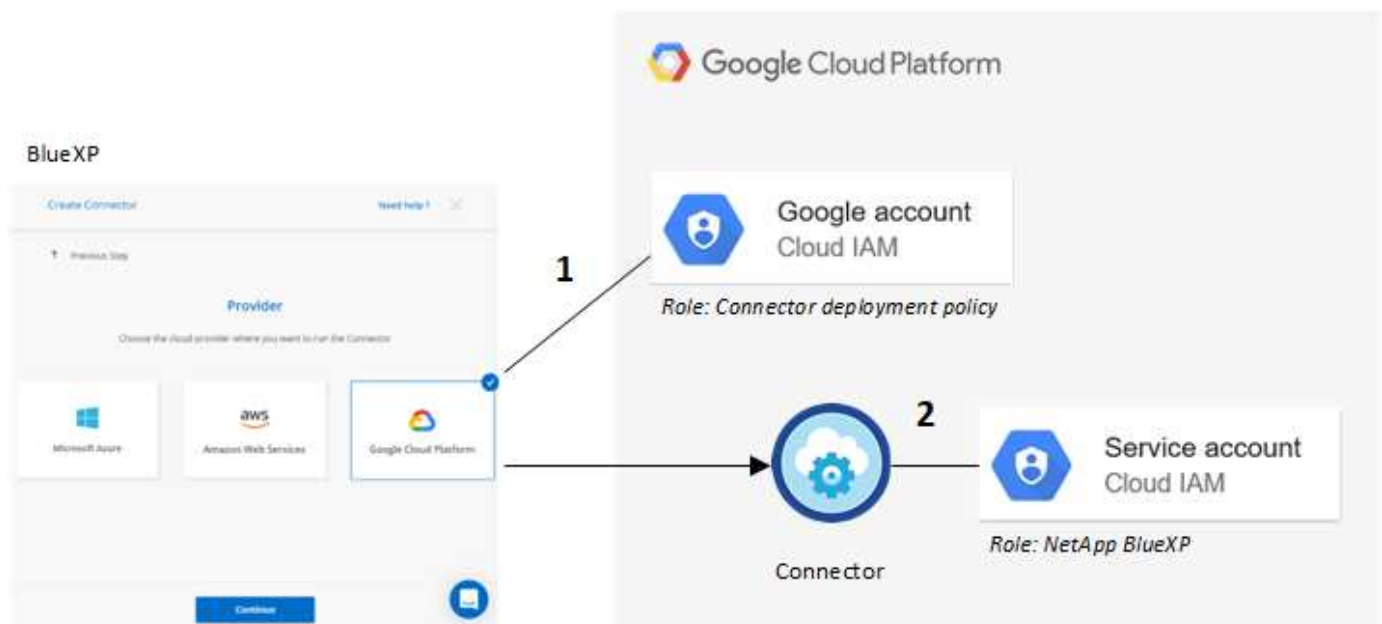 Google Cloud Platform
BlueXP
Create Connector
Need help?
Previous Step
Provider
Choose the cloud provider where you want to run the Connector
Microsoft Azure
aws
Amazon Web Services
Google Cloud Platform
Continue
1
Google account
Cloud IAM
Role: Connector deployment policy
2
Connector
Service account
Cloud IAM
Role: NetApp BlueXP